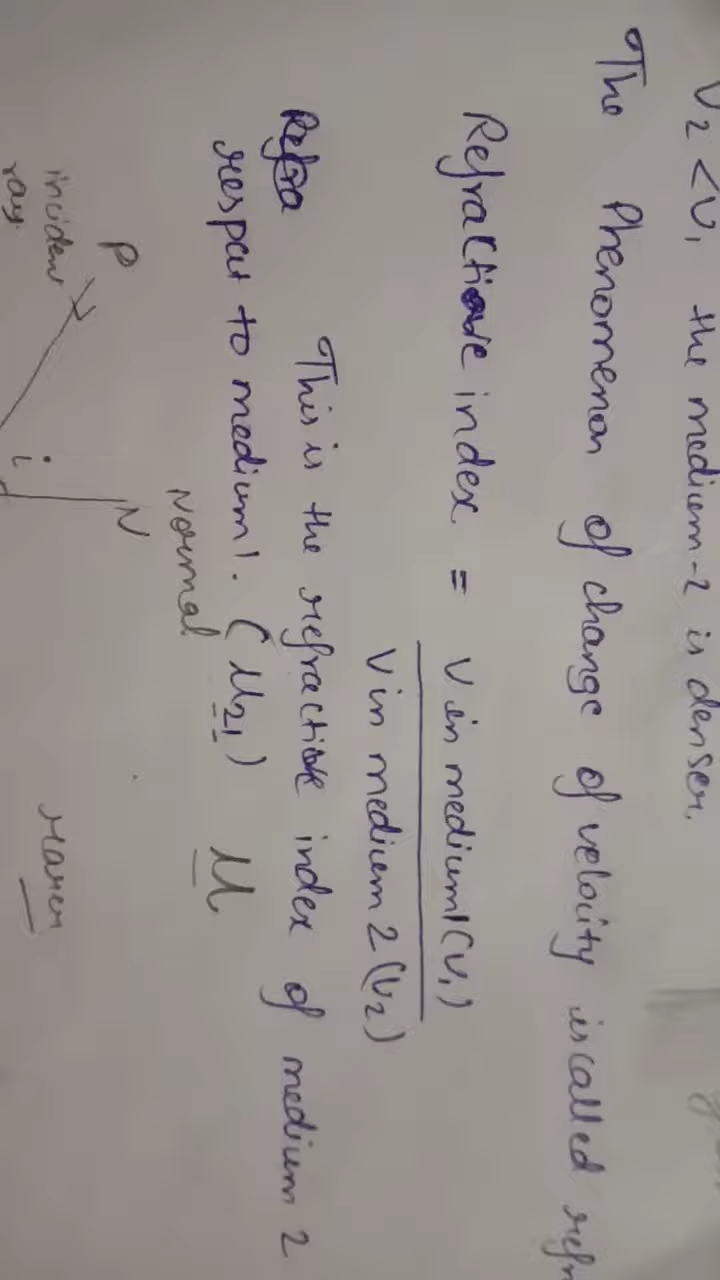 V2 < V1 the medium-2 is denser.
The Phenomenon of change of velocity is called refr
Refractive index = V in medium1 (V1)
V in medium 2 (V2)
This is the refractive index of medium 2
respect to medium1. (μ21) μ
Normal
P
N
incident
ray
i
rarer